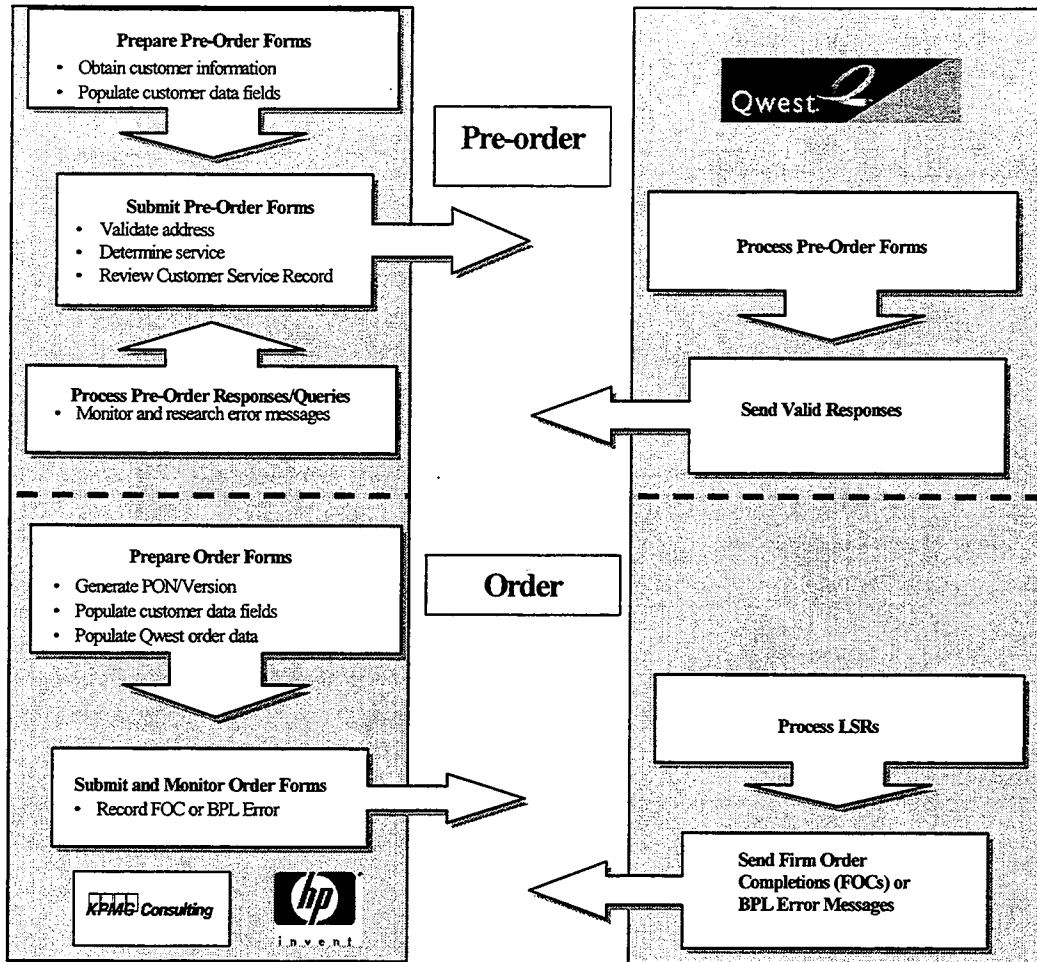 Prepare Pre-Order Forms
• Obtain customer information
• Populate customer data fields
Qwest.
Pre-order
Submit Pre-Order Forms
• Validate address
• Determine service
• Review Customer Service Record
Process Pre-Order Forms
Process Pre-Order Responses/Queries
• Monitor and research error messages
Send Valid Responses
Prepare Order Forms
• Generate PON/Version
• Populate customer data fields
• Populate Qwest order data
Order
Process LSRs
Submit and Monitor Order Forms
• Record FOC or BPL Error
Send Firm Order
Completions (FOCs) or
BPL Error Messages
KPMG Consulting
hp
invent